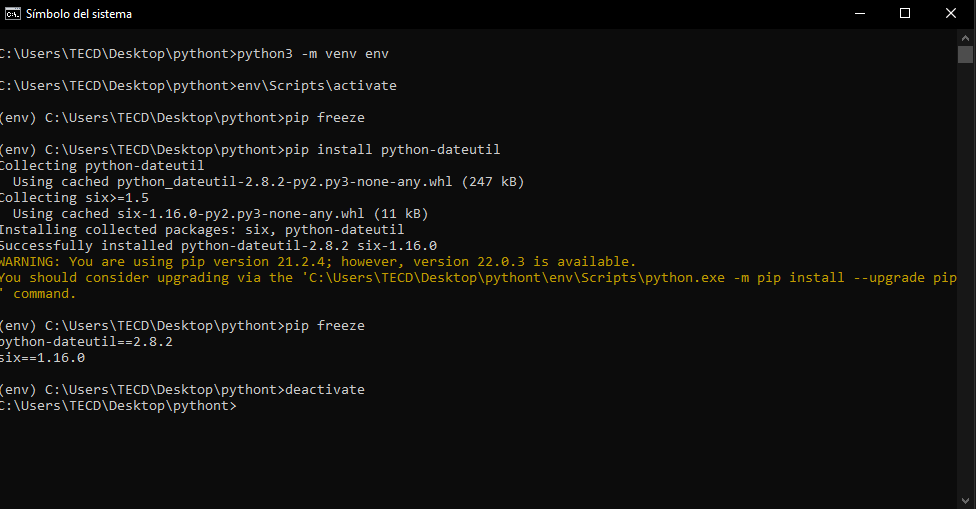 Símbolo del sistema
C:\Users\TECD\Desktop\pythont>python3 -m venv env
C:\Users\TECD\Desktop\pythont>env\Scripts\activate
(env) C:\Users\TECD\Desktop\pythont>pip freeze
(env) C:\Users\TECD\Desktop\pythont>pip install python-dateutil
Collecting python-dateutil
  Using cached python_dateutil-2.8.2-py2.py3-none-any.whl (247 kB)
Collecting six>=1.5
  Using cached six-1.16.0-py2.py3-none-any.whl (11 kB)
Installing collected packages: six, python-dateutil
Successfully installed python-dateutil-2.8.2 six-1.16.0
WARNING: You are using pip version 21.2.4; however, version 22.0.3 is available.
You should consider upgrading via the 'C:\Users\TECD\Desktop\pythont\env\Scripts\python.exe -m pip install --upgrade pip
' command.
(env) C:\Users\TECD\Desktop\pythont>pip freeze
python-dateutil==2.8.2
six==1.16.0
(env) C:\Users\TECD\Desktop\pythont>deactivate
C:\Users\TECD\Desktop\pythont>